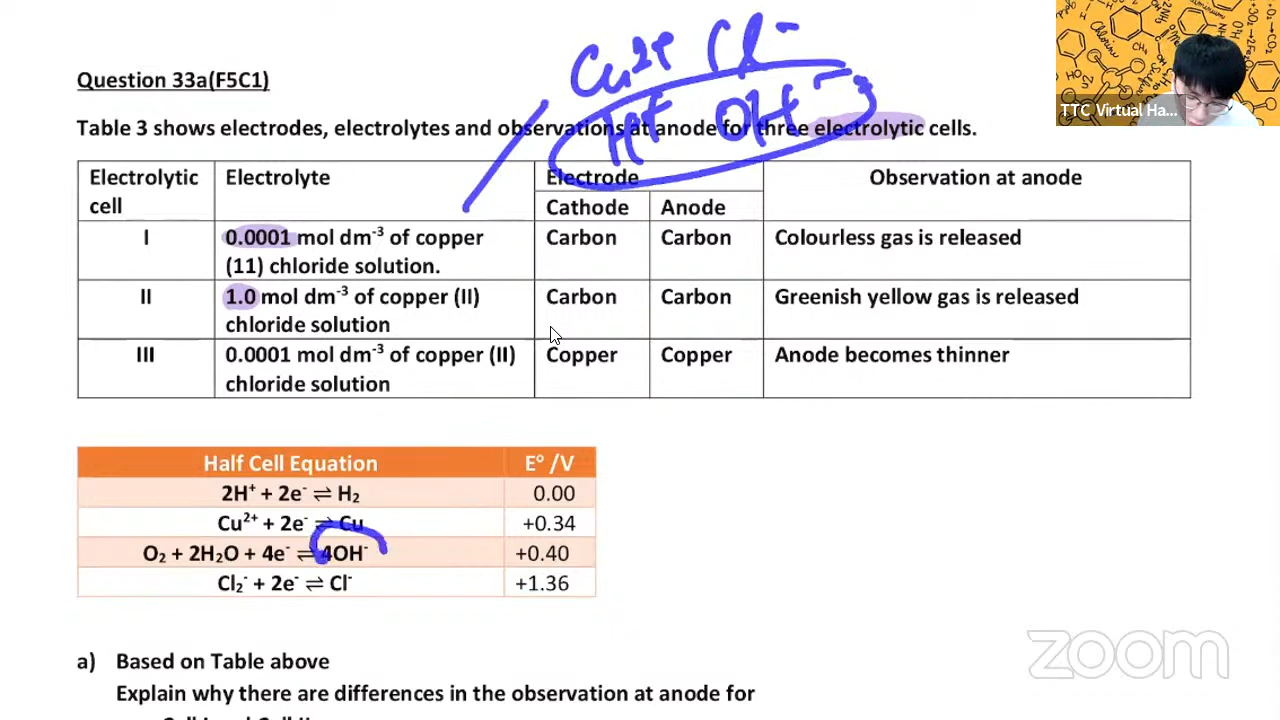 Cu²⁺ Cl⁻
H⁺ OH⁻
TTC Virtual Ha...
Question 33a(F5C1)
Table 3 shows electrodes, electrolytes and observations at anode for three electrolytic cells.
Electrolytic cell Electrolyte Electrode Observation at anode
Cathode Anode
I 0.0001 mol dm⁻³ of copper (11) chloride solution. Carbon Carbon Colourless gas is released
II 1.0 mol dm⁻³ of copper (II) chloride solution Carbon Carbon Greenish yellow gas is released
III 0.0001 mol dm⁻³ of copper (II) chloride solution Copper Copper Anode becomes thinner
Half Cell Equation E° /V
2H⁺ + 2e⁻ ⇌ H₂ 0.00
Cu²⁺ + 2e⁻ ⇌ Cu +0.34
O₂ + 2H₂O + 4e⁻ ⇌ 4OH⁻ +0.40
Cl₂⁻ + 2e⁻ ⇌ Cl⁻ +1.36
zoom
a) Based on Table above
Explain why there are differences in the observation at anode for